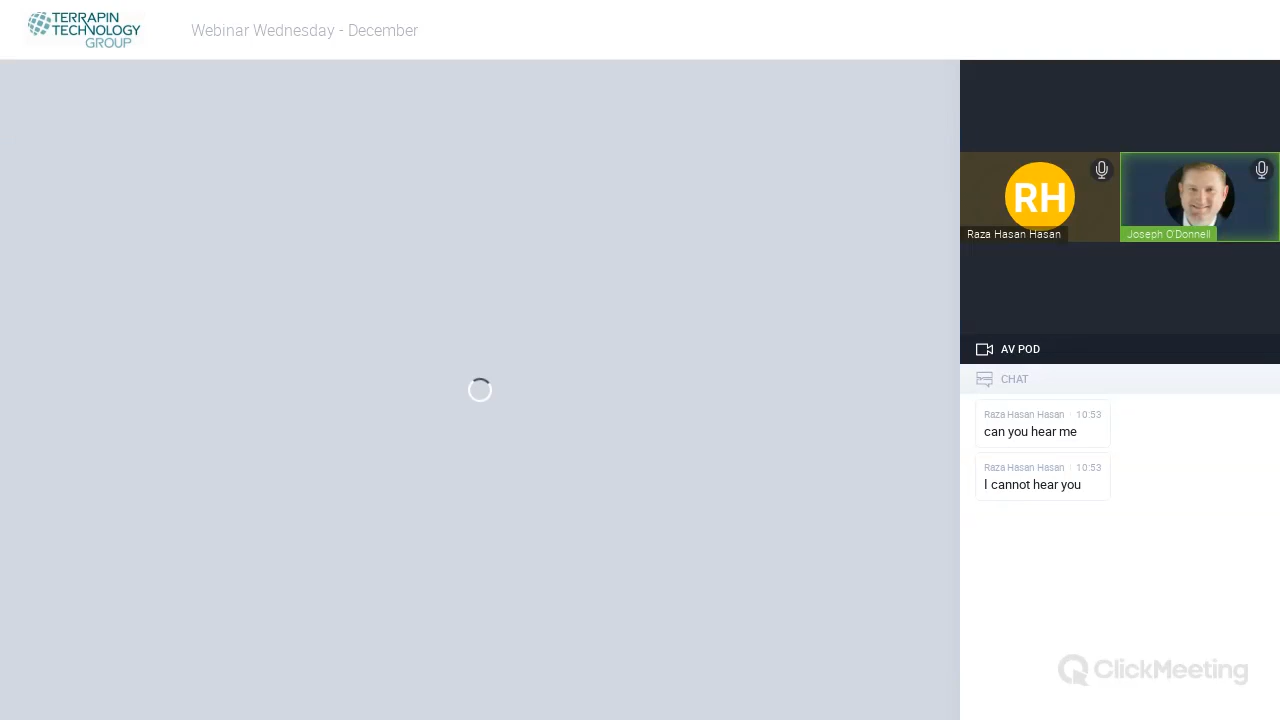 TERRAPIN
TECHNOLOGY
GROUP
Webinar Wednesday - December
RH
Raza Hasan Hasan
Joseph O'Donnell
AV POD
CHAT
Raza Hasan Hasan 10:53
can you hear me
Raza Hasan Hasan 10:53
I cannot hear you
ClickMeeting